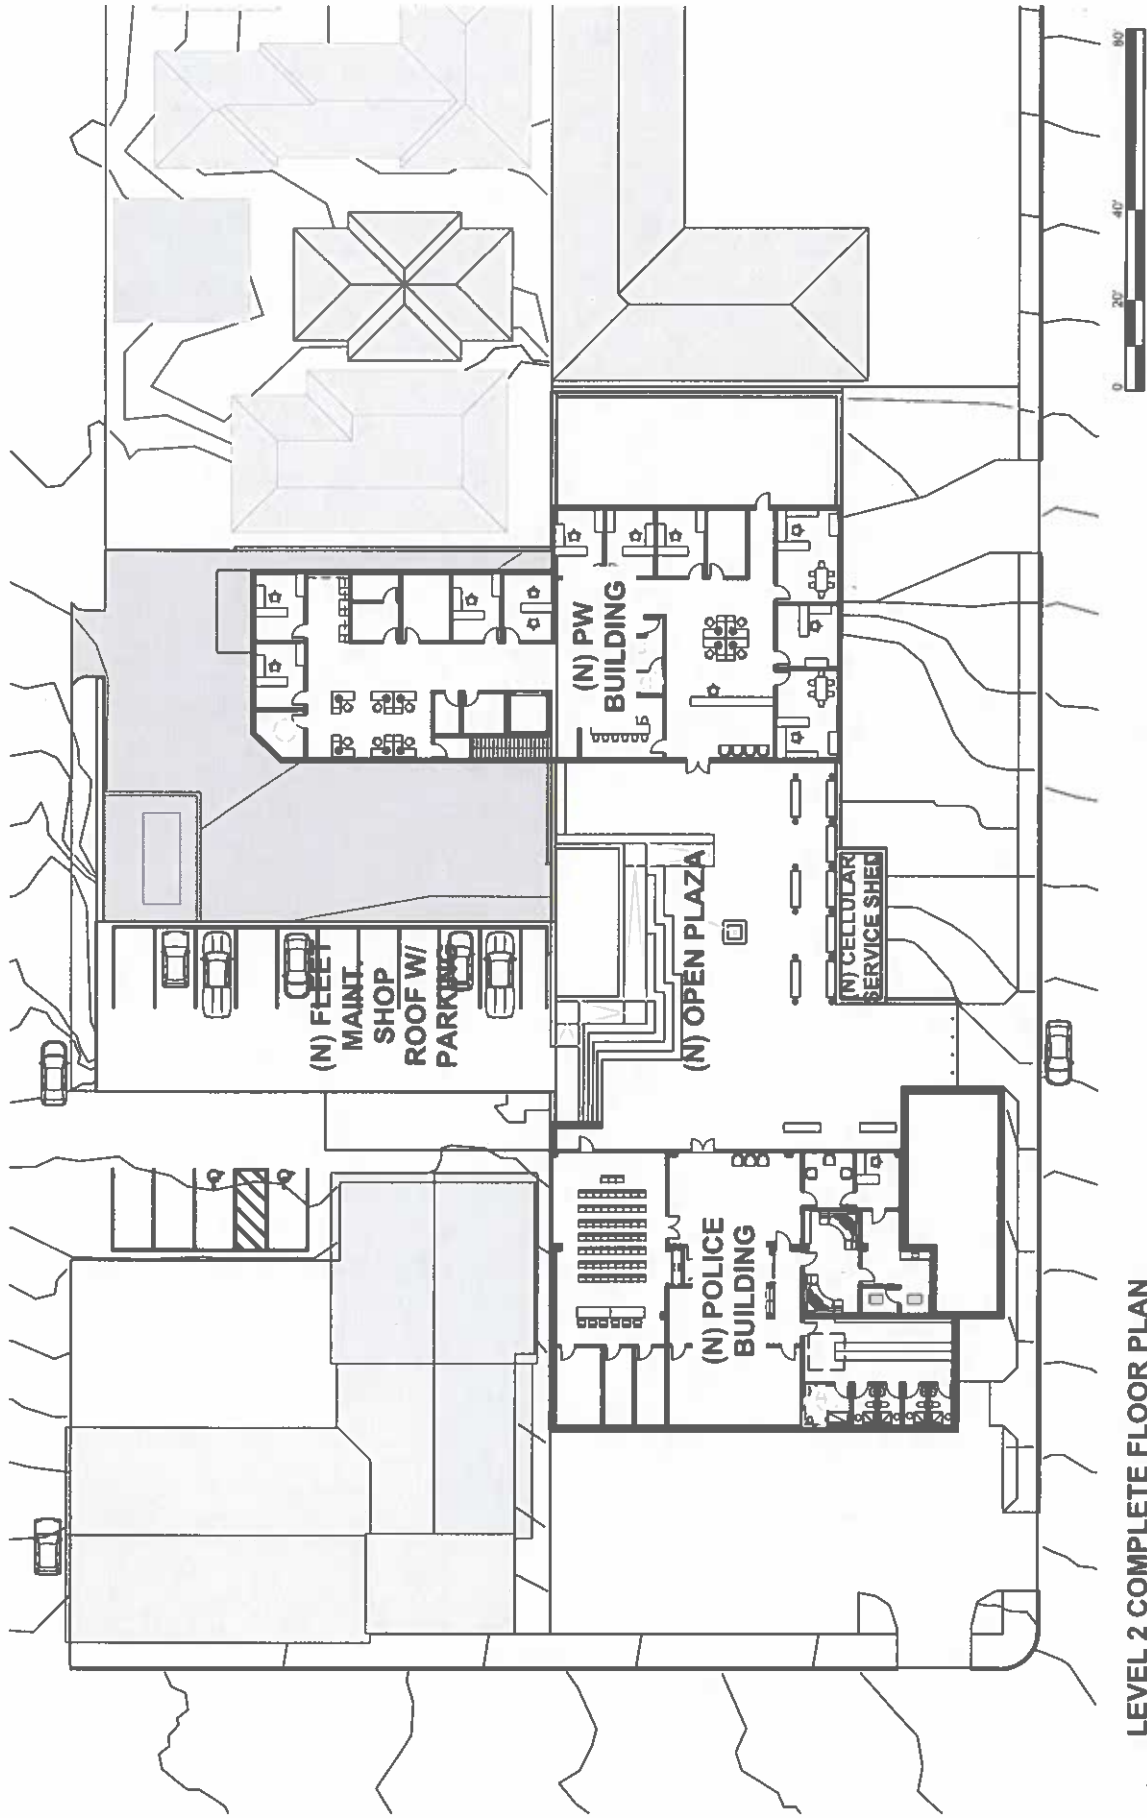 (N) FLEET
MAINT.
SHOP
ROOF W/
PARKING
(N) PW
BUILDING
(N) OPEN PLAZA
(N) CELLULAR
SERVICE SHED
(N) POLICE
BUILDING
LEVEL 2 COMPLETE FLOOR PLAN
0 20' 40' 80'